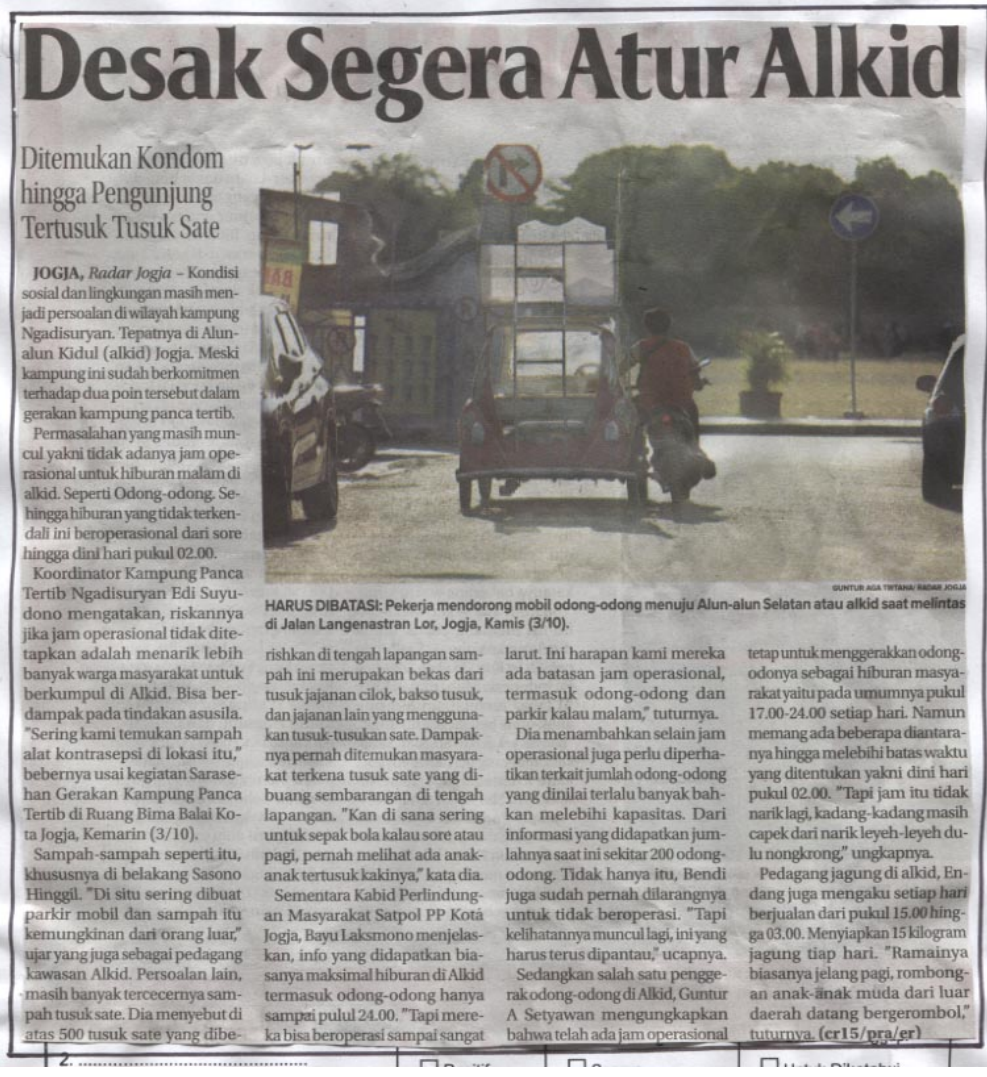 Desak Segera Atur Alkid
Ditemukan Kondom
hingga Pengunjung
Tertusuk Tusuk Sate
JOGJA, Radar Jogja – Kondisi
sosial dan lingkungan masih men-
jadi persoalan di wilayah kampung
Ngadisuryan. Tepatnya di Alun-
alun Kidul (alkid) Jogja. Meski
kampung ini sudah berkomitmen
terhadap dua poin tersebut dalam
gerakan kampung panca tertib.
Permasalahan yang masih mun-
cul yakni tidak adanya jam ope-
rasional untuk hiburan malam di
alkid. Seperti Odong-odong. Se-
hingga hiburan yang tidak terken-
dali ini beroperasional dari sore
hingga dini hari pukul 02.00.
Koordinator Kampung Panca
Tertib Ngadisuryan Edi Suyu-
dono mengatakan, riskannya
jika jam operasional tidak dite-
tapkan adalah menarik lebih
banyak warga masyarakat untuk
berkumpul di Alkid. Bisa ber-
dampak pada tindakan asusila.
"Sering kami temukan sampah
alat kontrasepsi di lokasi itu,"
bebernya usai kegiatan Sarase-
han Gerakan Kampung Panca
Tertib di Ruang Bima Balai Ko-
ta Jogja, Kemarin (3/10).
Sampah-sampah seperti itu,
khususnya di belakang Sasono
Hinggil. "Di situ sering dibuat
parkir mobil dan sampah itu
kemungkinan dari orang luar,"
ujar yang juga sebagai pedagang
kawasan Alkid. Persoalan lain,
masih banyak tercecernya sam-
pah tusuk sate. Dia menyebut di
atas 500 tusuk sate yang dibe-
GUNTUR AGA TIRTANA/ RADAR JOGJA
HARUS DIBATASI: Pekerja mendorong mobil odong-odong menuju Alun-alun Selatan atau alkid saat melintas
di Jalan Langenastran Lor, Jogja, Kamis (3/10).
rishkan di tengah lapangan sam-
pah ini merupakan bekas dari
tusuk jajanan cilok, bakso tusuk,
dan jajanan lain yang mengguna-
kan tusuk-tusukan sate. Dampak-
nya pernah ditemukan masyara-
kat terkena tusuk sate yang di-
buang sembarangan di tengah
lapangan. "Kan di sana sering
untuk sepak bola kalau sore atau
pagi, pernah melihat ada anak-
anak tertusuk kakinya," kata dia.
Sementara Kabid Perlindung-
an Masyarakat Satpol PP Kota
Jogja, Bayu Laksmono menjelas-
kan, info yang didapatkan bia-
sanya maksimal hiburan di Alkid
termasuk odong-odong hanya
sampai pulul 24.00. "Tapi mere-
ka bisa beroperasi sampai sangat
larut. Ini harapan kami mereka
ada batasan jam operasional,
termasuk odong-odong dan
parkir kalau malam," tuturnya.
Dia menambahkan selain jam
operasional juga perlu diperha-
tikan terkait jumlah odong-odong
yang dinilai terlalu banyak bah-
kan melebihi kapasitas. Dari
informasi yang didapatkan jum-
lahnya saat ini sekitar 200 odong-
odong. Tidak hanya itu, Bendi
juga sudah pernah dilarangnya
untuk tidak beroperasi. "Tapi
kelihatannya muncul lagi, ini yang
harus terus dipantau," ucapnya.
Sedangkan salah satu pengge-
rak odong-odong di Alkid, Guntur
A Setyawan mengungkapkan
bahwa telah ada jam operasional
tetap untuk menggerakkan odong-
odonya sebagai hiburan masya-
rakat yaitu pada umumnya pukul
17.00-24.00 setiap hari. Namun
memang ada beberapa diantara-
nya hingga melebihi batas waktu
yang ditentukan yakni dini hari
pukul 02.00. "Tapi jam itu tidak
narik lagi, kadang-kadang masih
capek dari narik leyeh-leyeh du-
lu nongkrong," ungkapnya.
Pedagang jagung di alkid, En-
dang juga mengaku setiap hari
berjualan dari pukul 15.00 hing-
ga 03.00. Menyiapkan 15 kilogram
jagung tiap hari. "Ramainya
biasanya jelang pagi, rombong-
an anak-anak muda dari luar
daerah datang bergerombol,"
tuturnya. (cr15/pra/er)
2.